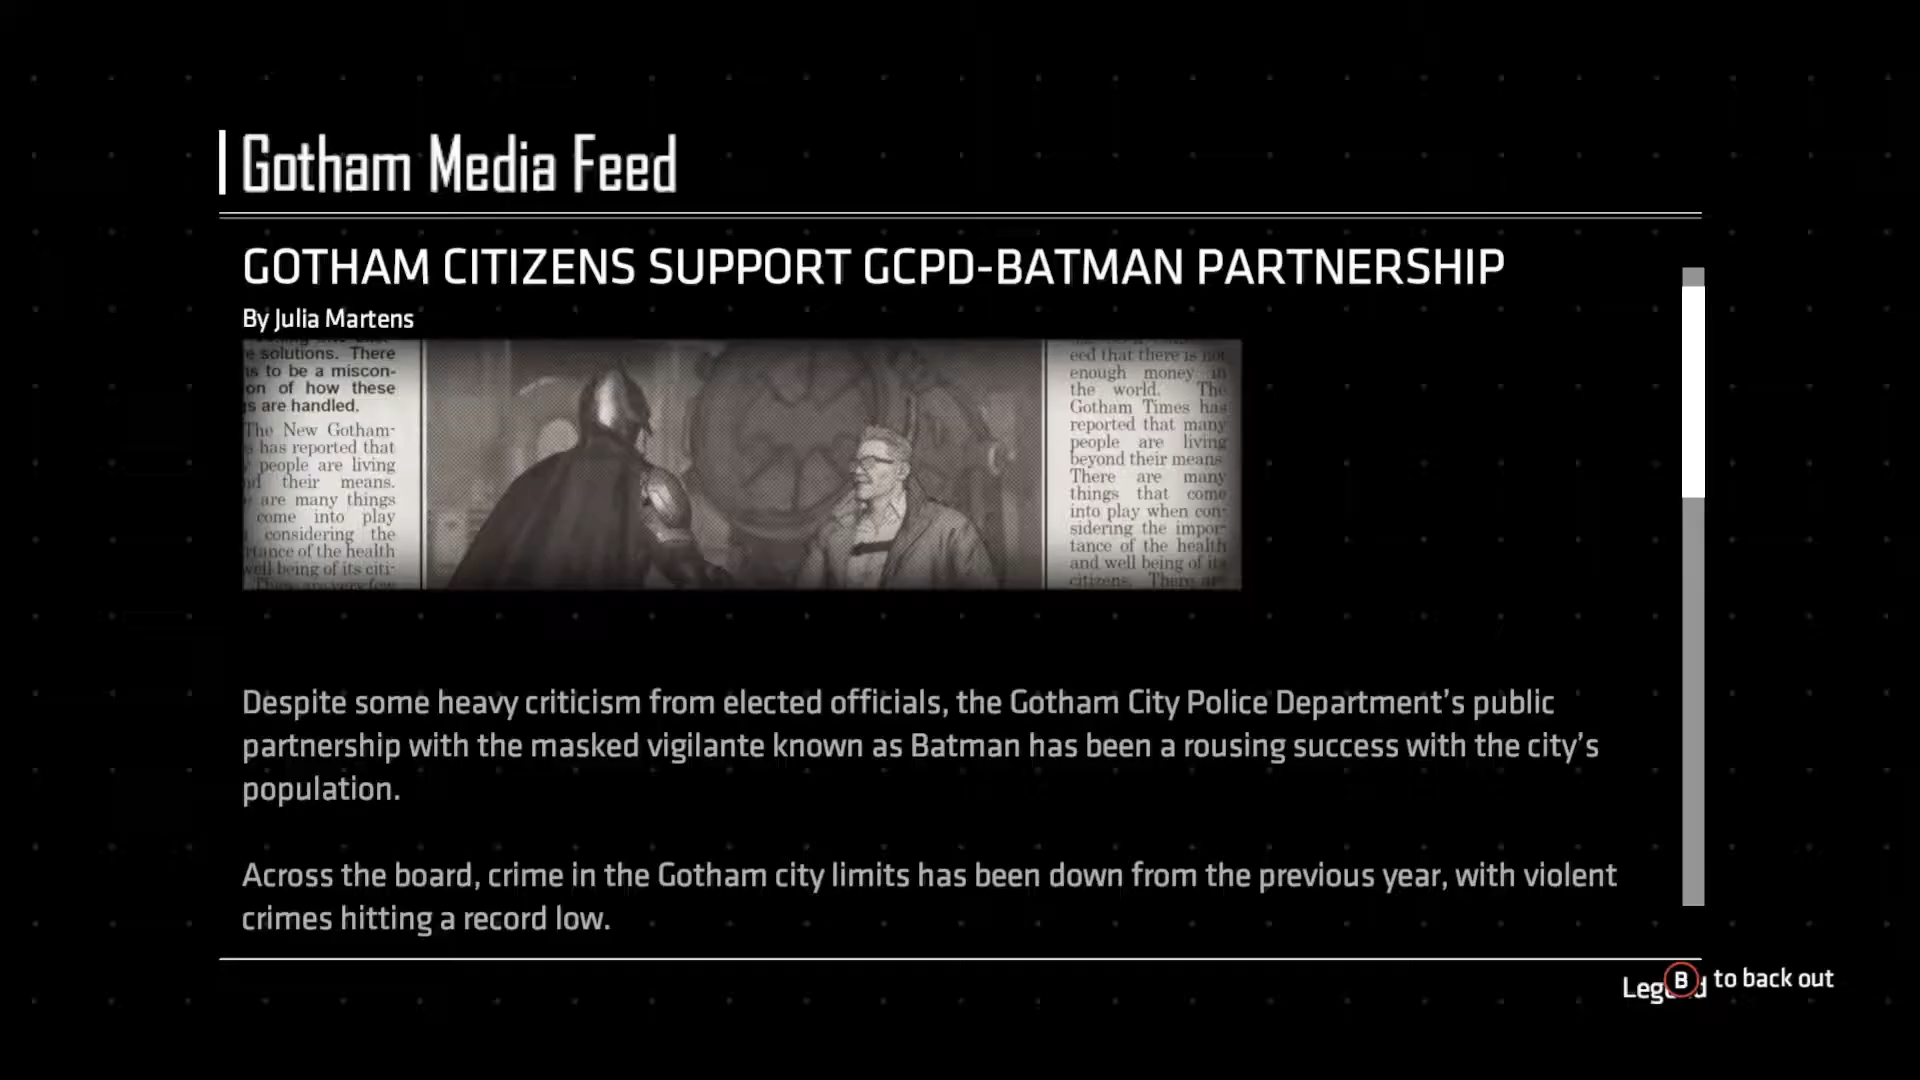 Gotham Media Feed
GOTHAM CITIZENS SUPPORT GCPD-BATMAN PARTNERSHIP
By Julia Martens
e solutions. There
is to be a miscon-
on of how these
s are handled.
The New Gotham-
s has reported that
people are living
their means.
are many things
come into play
considering the
tance of the health
well being of its citi-
eed that there is not
enough money in
the world. The
Gotham Times has
reported that many
people are living
beyond their means
There are many
things that come
into play when con-
sidering the impor-
tance of the health
and well being of its
citizens. There are
Despite some heavy criticism from elected officials, the Gotham City Police Department’s public
partnership with the masked vigilante known as Batman has been a rousing success with the city’s
population.
Across the board, crime in the Gotham city limits has been down from the previous year, with violent
crimes hitting a record low.
B to back out